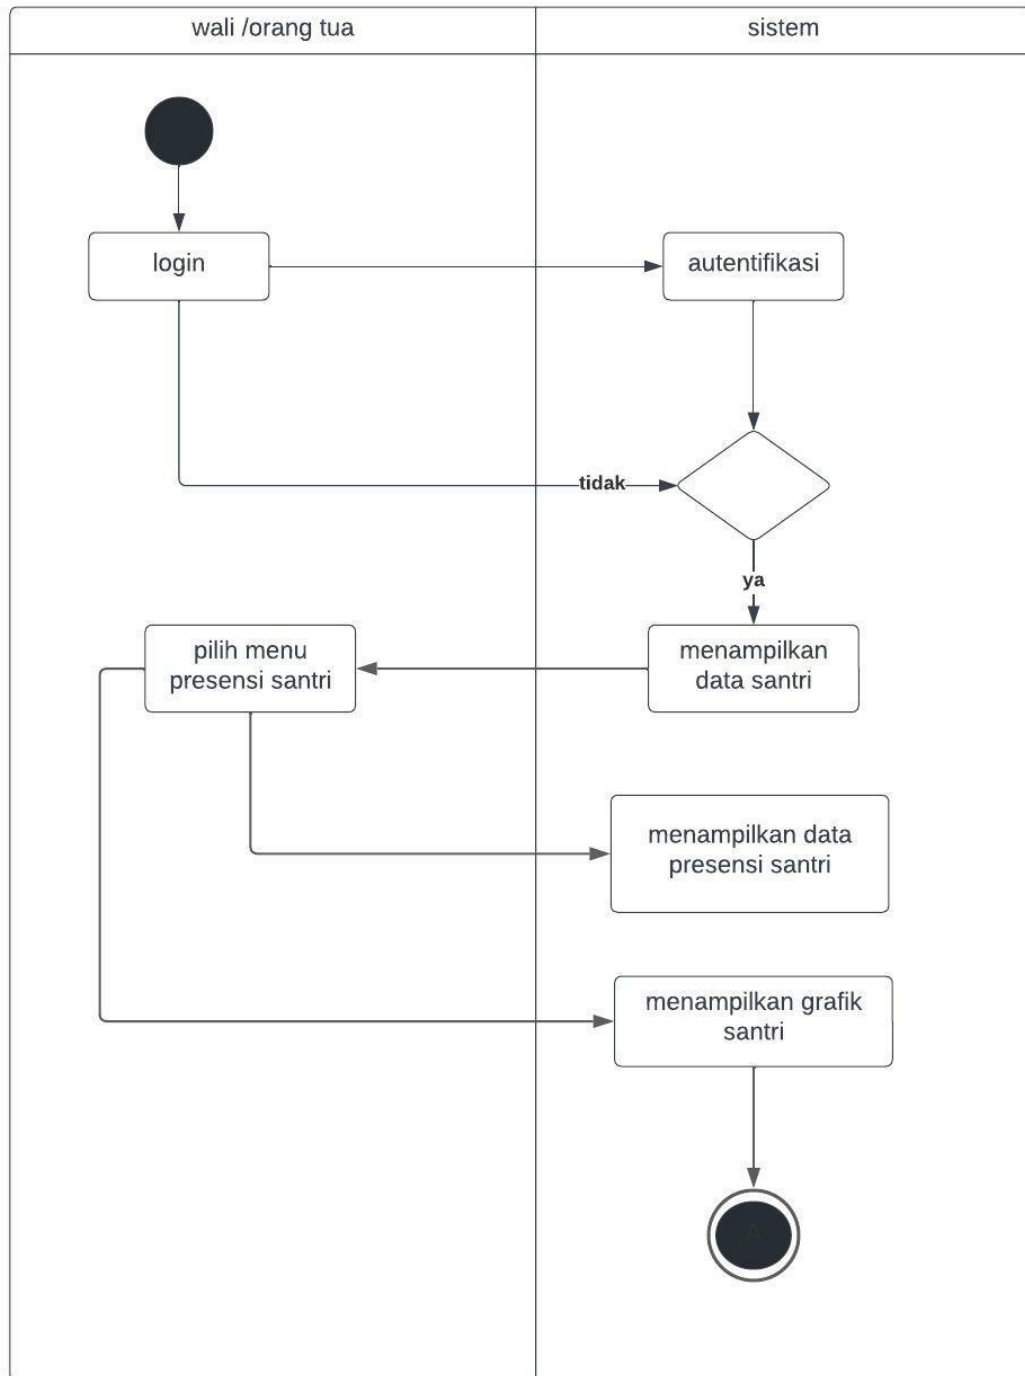 wali /orang tua
sistem
login
autentifikasi
tidak
ya
pilih menu
presensi santri
menampilkan
data santri
menampilkan data
presensi santri
menampilkan grafik
santri
A